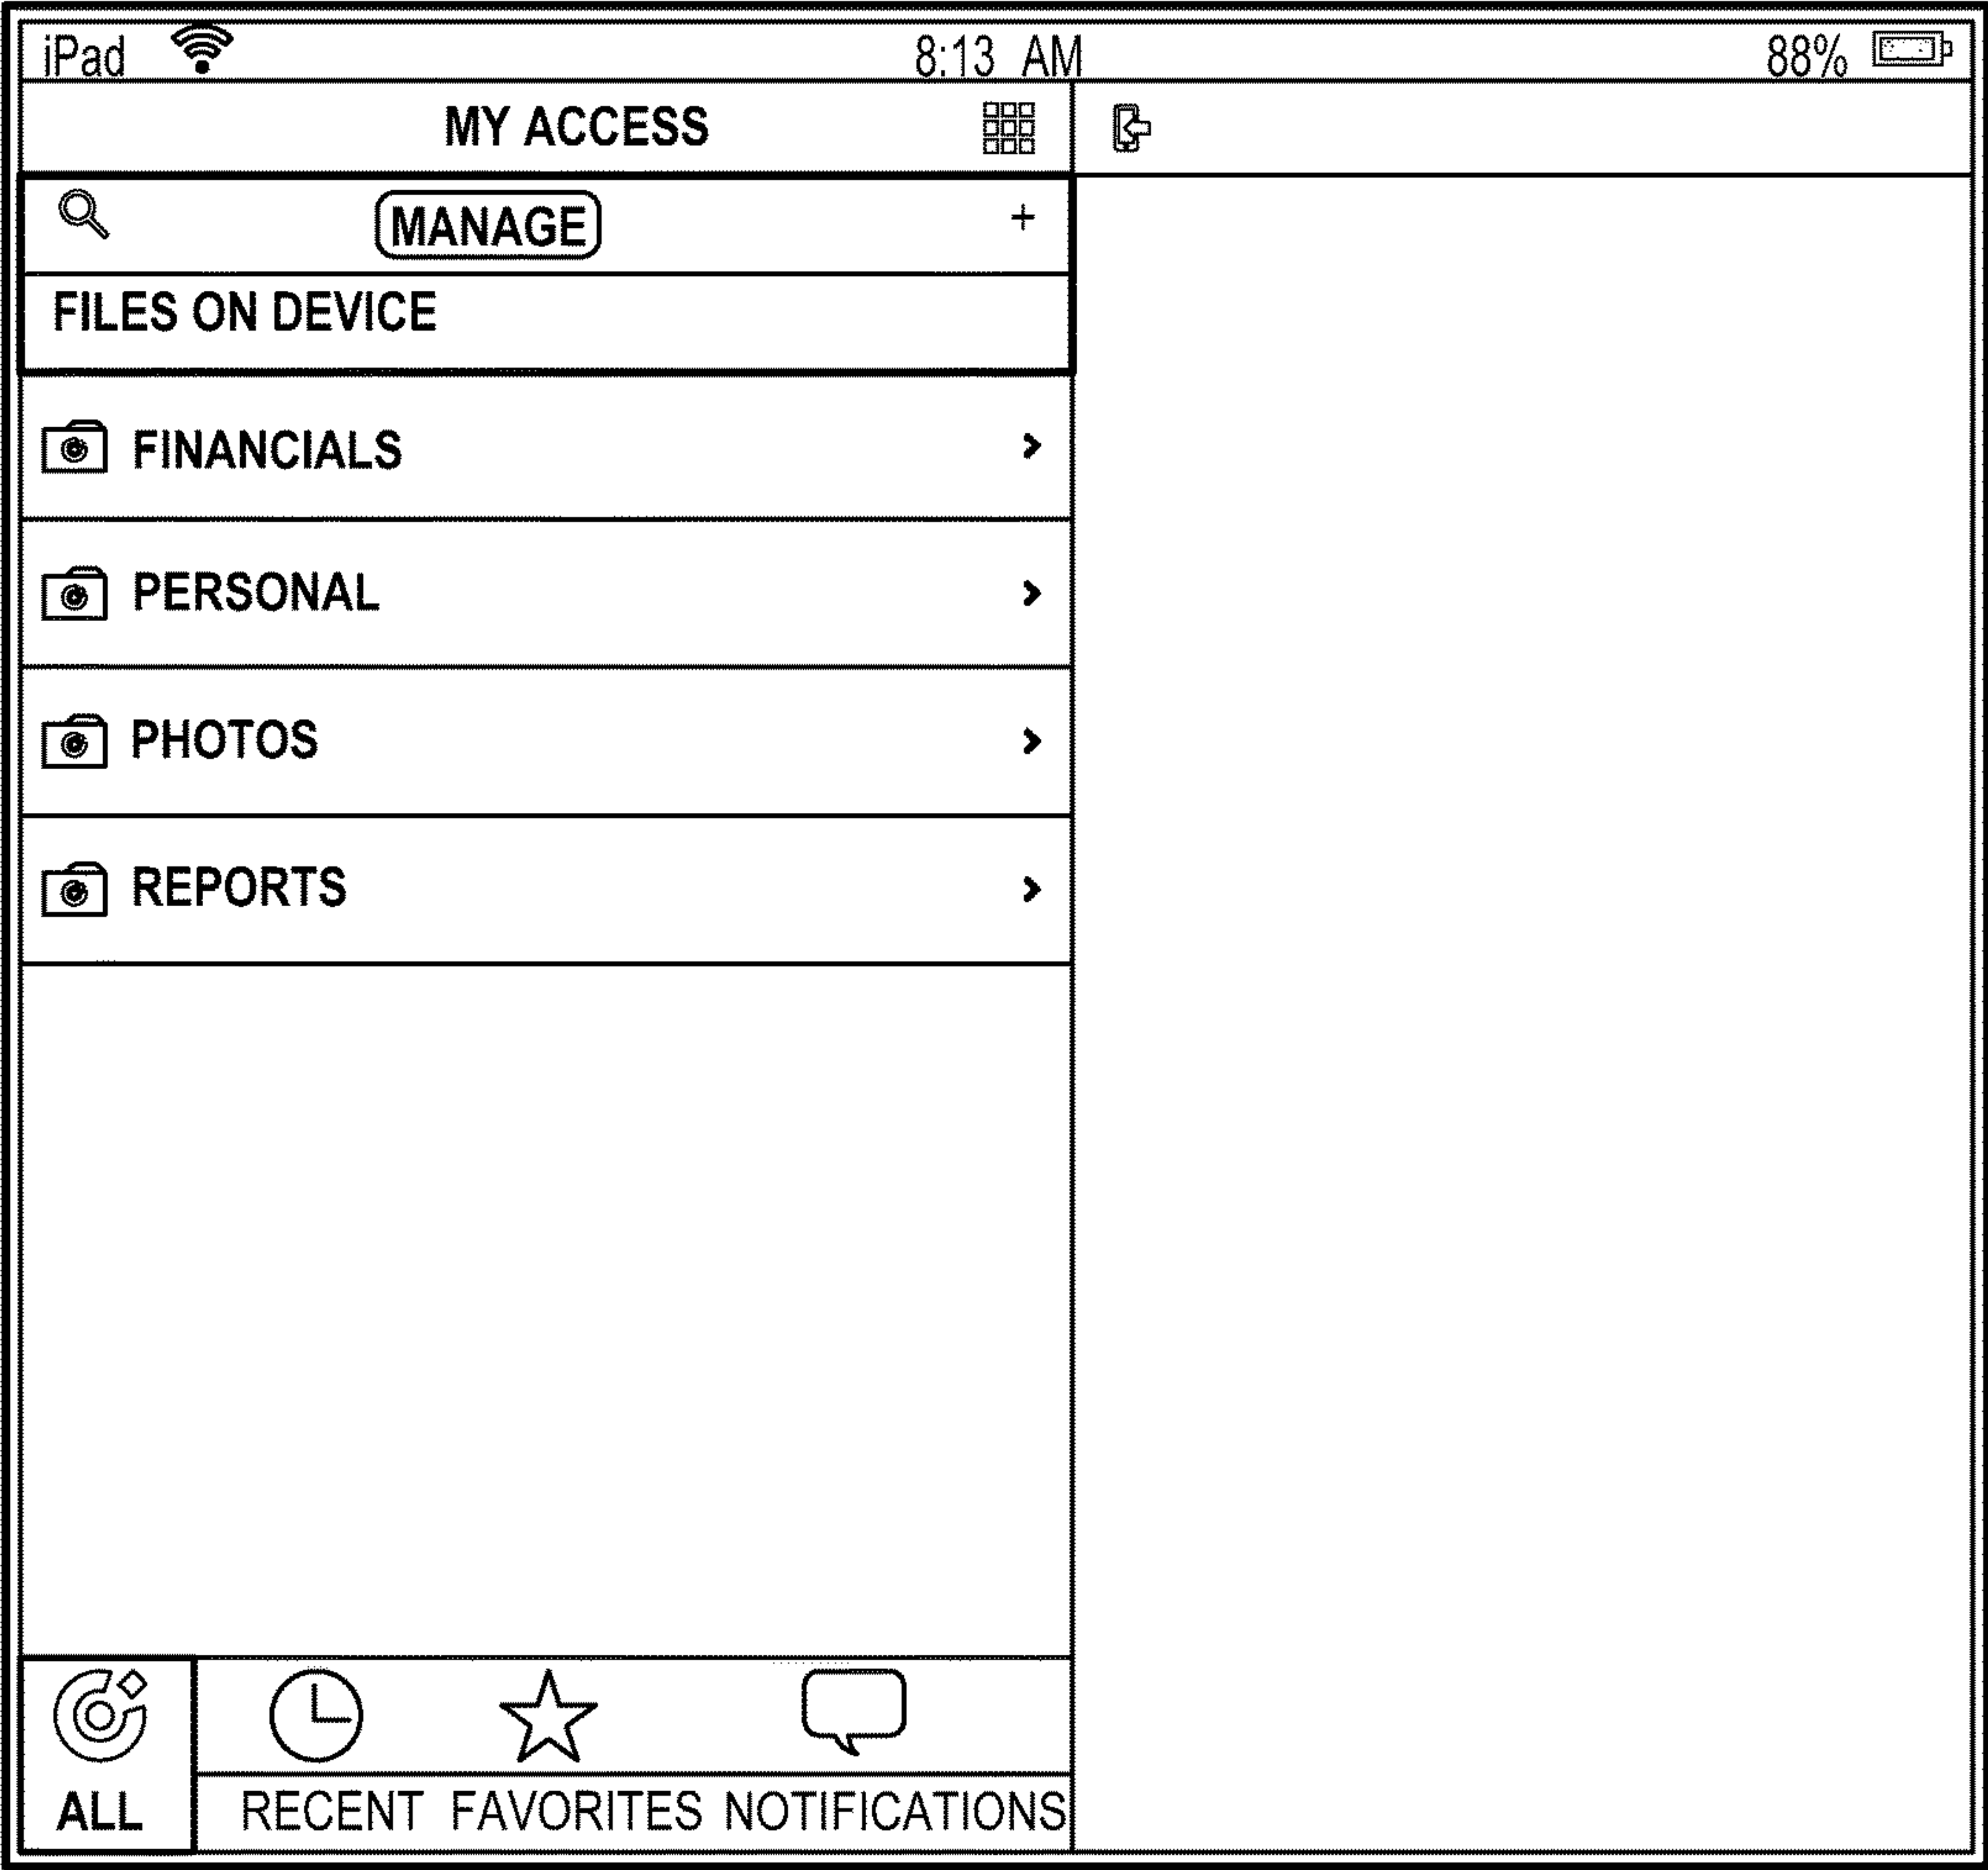 iPad 8:13 AM 88%
MY ACCESS
MANAGE +
FILES ON DEVICE
FINANCIALS >
PERSONAL >
PHOTOS >
REPORTS >
ALL RECENT FAVORITES NOTIFICATIONS